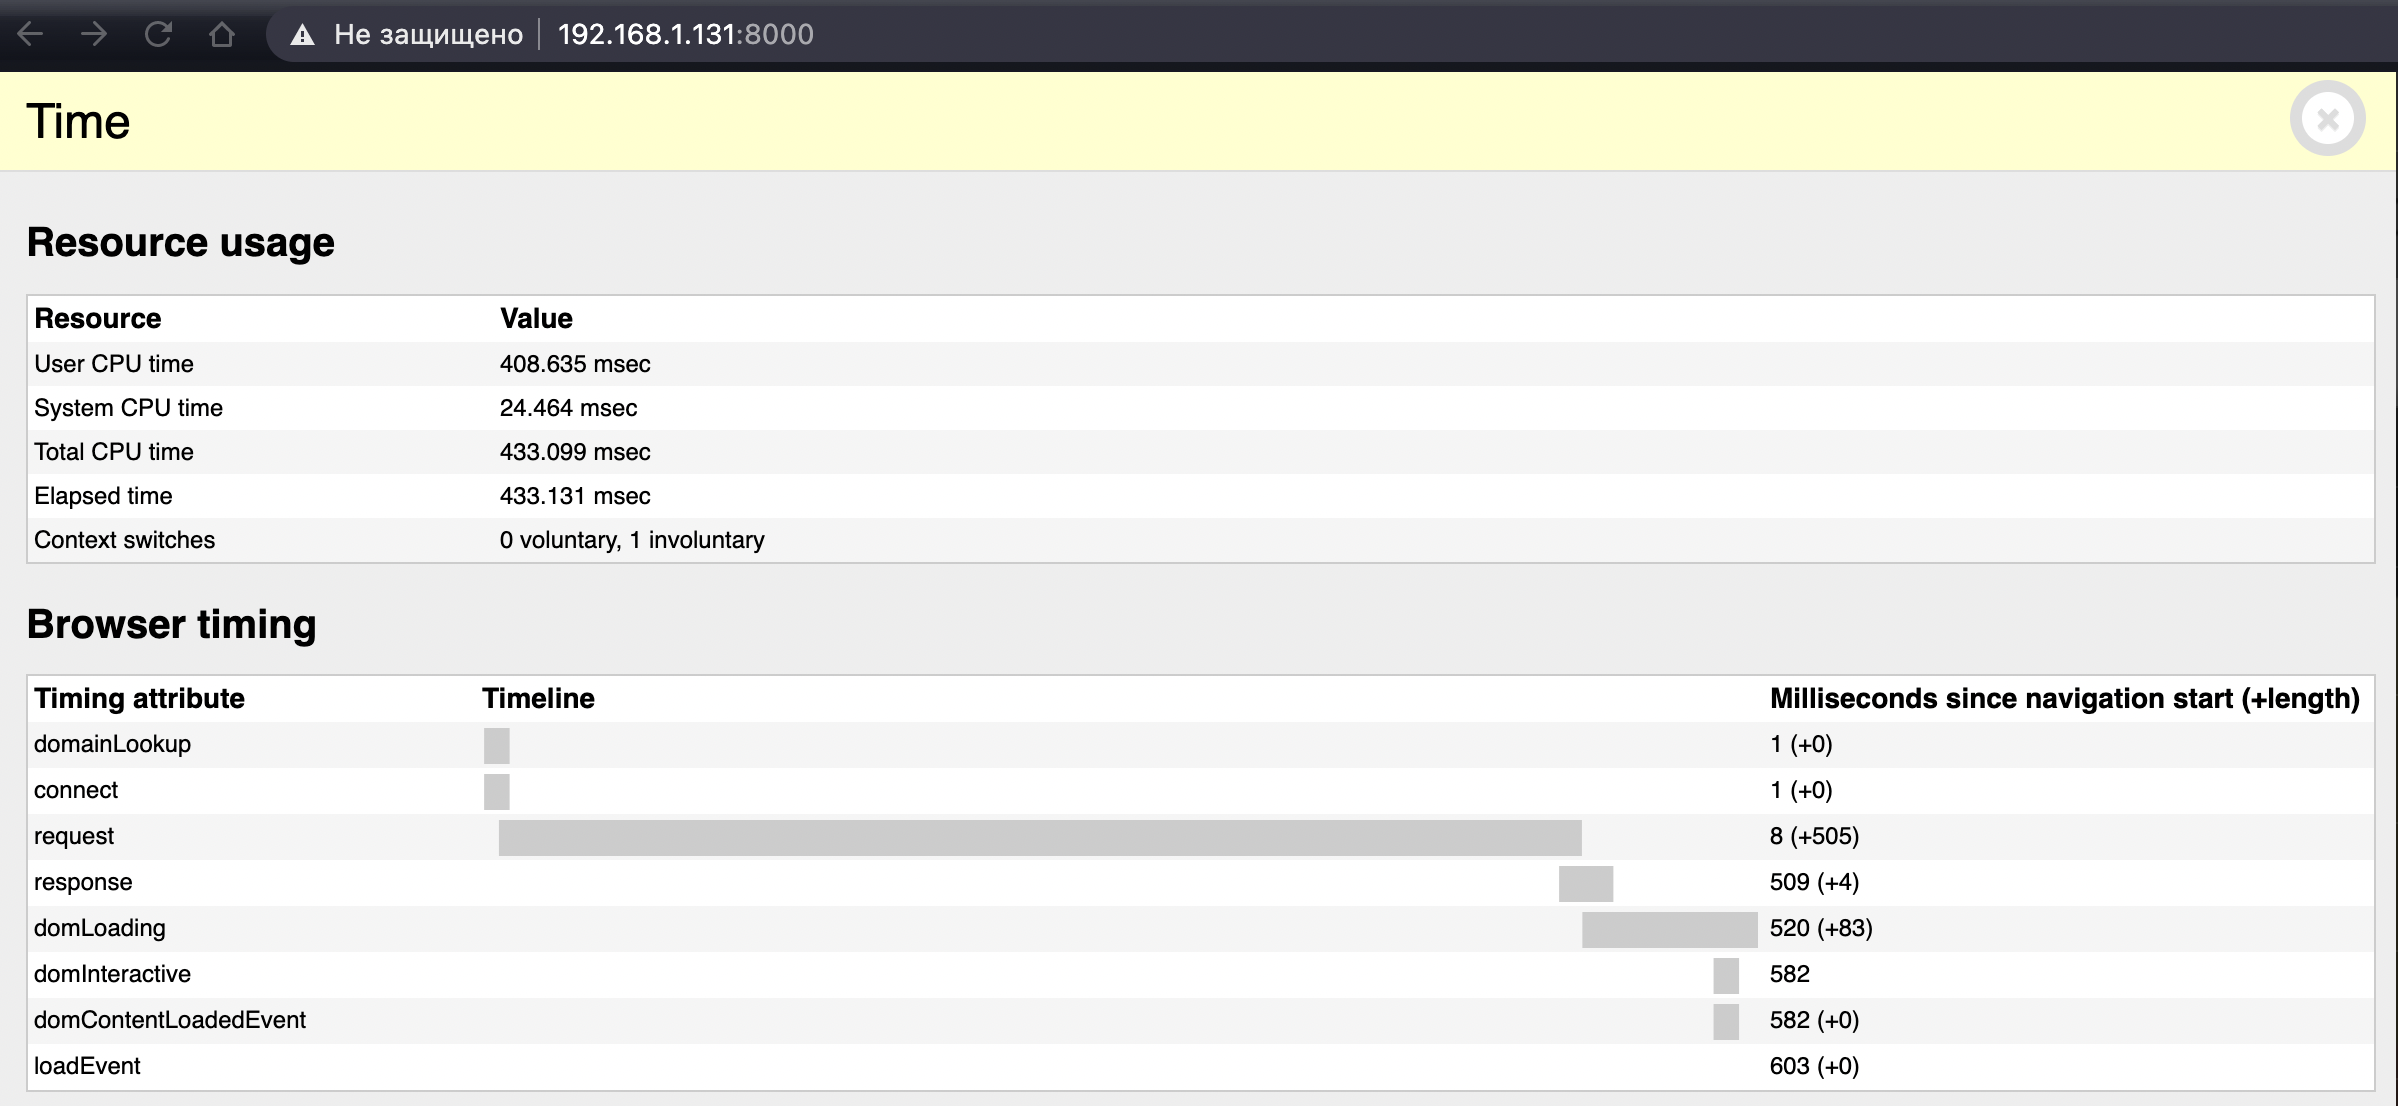 Не защищено 192.168.1.131:8000
Time
Resource usage
Resource Value
User CPU time 408.635 msec
System CPU time 24.464 msec
Total CPU time 433.099 msec
Elapsed time 433.131 msec
Context switches 0 voluntary, 1 involuntary
Browser timing
Timing attribute Timeline Milliseconds since navigation start (+length)
domainLookup 1 (+0)
connect 1 (+0)
request 8 (+505)
response 509 (+4)
domLoading 520 (+83)
domInteractive 582
domContentLoadedEvent 582 (+0)
loadEvent 603 (+0)